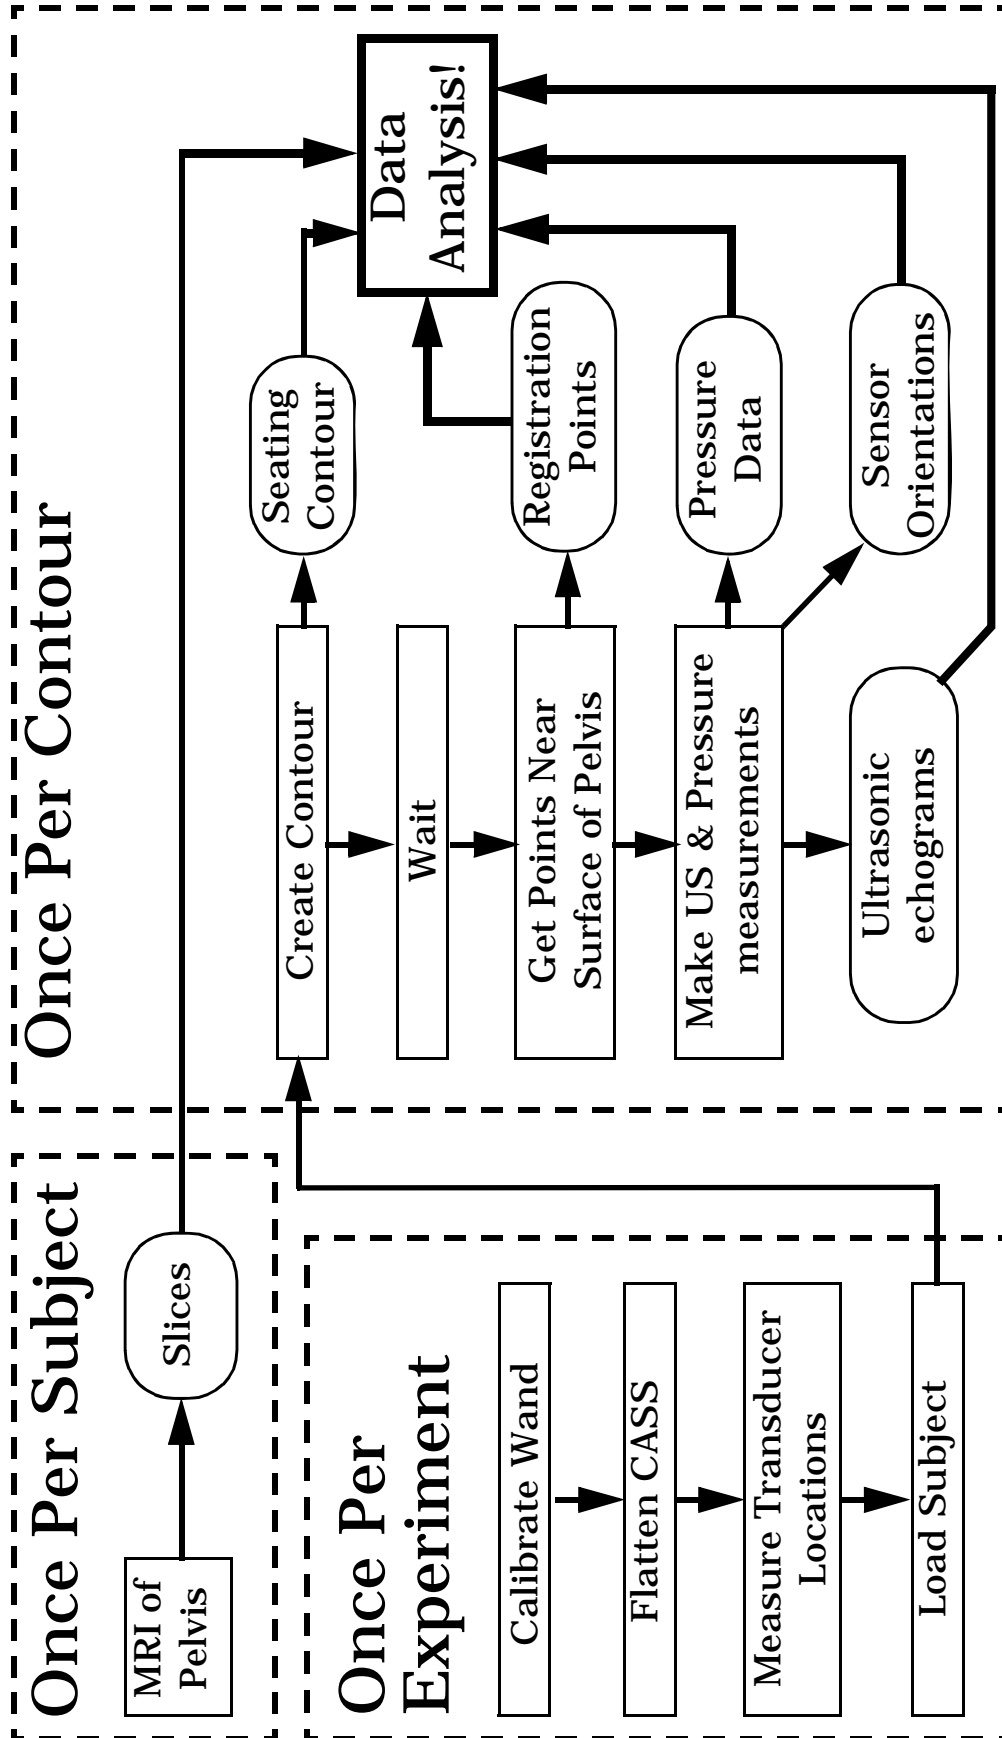 Once Per Subject
MRI of
Pelvis
Slices
Once Per
Experiment
Calibrate Wand
Flatten CASS
Measure Transducer
Locations
Load Subject
Once Per Contour
Create Contour
Wait
Get Points Near
Surface of Pelvis
Make US & Pressure
measurements
Ultrasonic
echograms
Seating
Contour
Registration
Points
Pressure
Data
Sensor
Orientations
Data
Analysis!